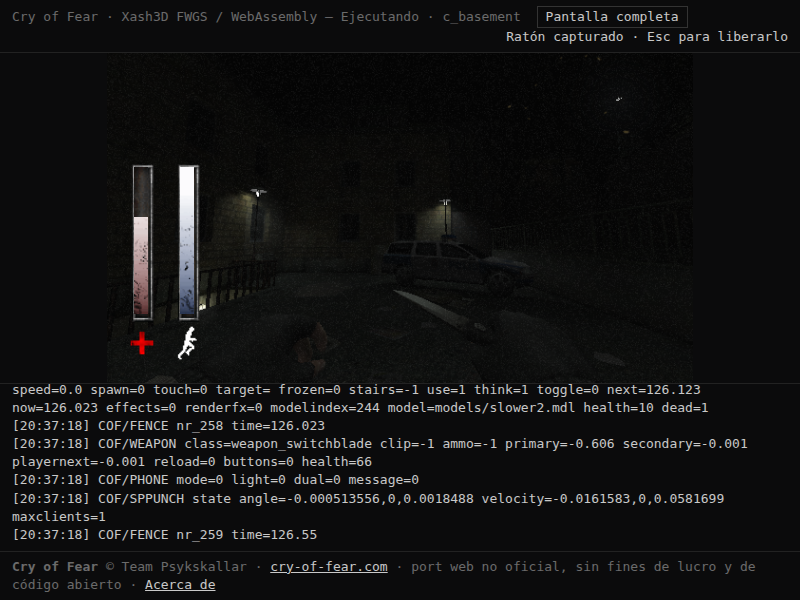 Cry of Fear · Xash3D FWGS / WebAssembly — Ejecutando · c_basement
Pantalla completa
Ratón capturado · Esc para liberarlo
speed=0.0 spawn=0 touch=0 target= frozen=0 stairs=-1 use=1 think=1 toggle=0 next=126.123
now=126.023 effects=0 renderfx=0 modelindex=244 model=models/slower2.mdl health=10 dead=1
[20:37:18] COF/FENCE nr_258 time=126.023
[20:37:18] COF/WEAPON class=weapon_switchblade clip=-1 ammo=-1 primary=-0.606 secondary=-0.001
playernext=-0.001 reload=0 buttons=0 health=66
[20:37:18] COF/PHONE mode=0 light=0 dual=0 message=0
[20:37:18] COF/SPPUNCH state angle=-0.000513556,0,0.0018488 velocity=-0.0161583,0,0.0581699
maxclients=1
[20:37:18] COF/FENCE nr_259 time=126.55
Cry of Fear © Team Psykskallar · cry-of-fear.com · port web no oficial, sin fines de lucro y de
código abierto · Acerca de